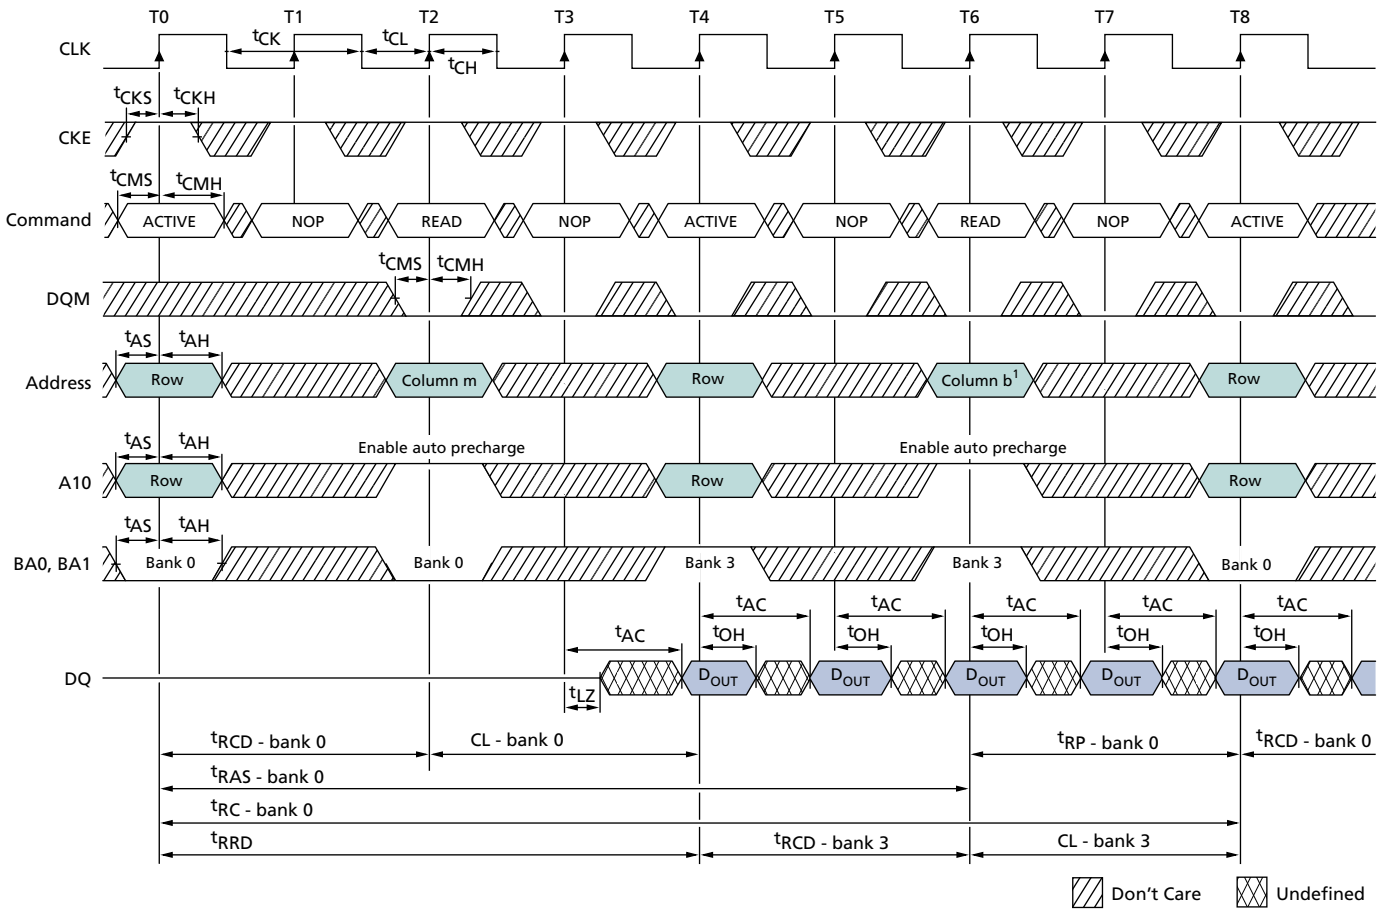 T0 T1 T2 T3 T4 T5 T6 T7 T8
CLK tCK tCL tCH
tCKS tCKH
CKE
tCMS tCMH
Command ACTIVE NOP READ NOP ACTIVE NOP READ NOP ACTIVE
tCMS tCMH
DQM
tAS tAH
Address Row Column m Row Column b1 Row
tAS tAH Enable auto precharge Enable auto precharge
A10 Row Row Row
tAS tAH
BA0, BA1 Bank 0 Bank 0 Bank 3 Bank 3 Bank 0
tAC tAC tAC tAC tAC
tAC tOH tOH tOH tOH tOH
DQ DOUT DOUT DOUT DOUT DOUT
tLZ
tRCD - bank 0 CL - bank 0 tRP - bank 0 tRCD - bank 0
tRAS - bank 0
tRC - bank 0
tRRD tRCD - bank 3 CL - bank 3
Don't Care Undefined